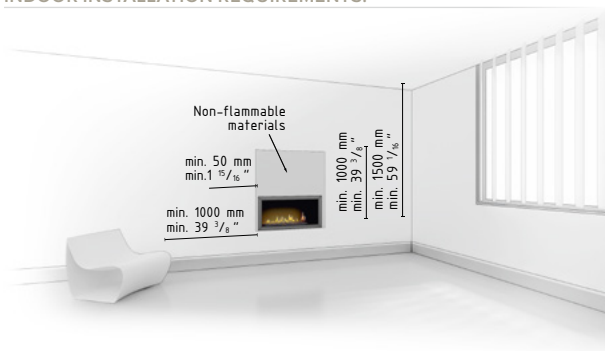 INDOOR INSTALLATION REQUIREMENTS:
Non-flammable
materials
min. 50 mm
min.1 15/16 "
min. 1000 mm
min. 39 3/8 "
min. 1000 mm
min. 39 3/8 "
min. 1500 mm
min. 59 1/16 "